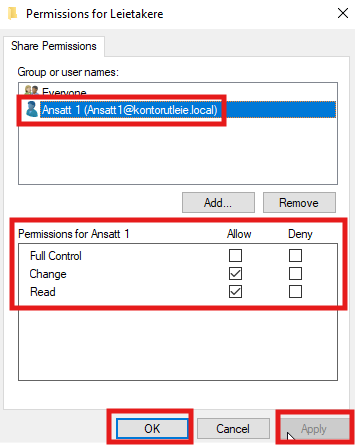 Permissions for Leietakere
Share Permissions
Group or user names:
Everyone
Ansatt 1 (Ansatt1@kontorutleie.local)
Add... Remove
Permissions for Ansatt 1 Allow Deny
Full Control
Change
Read
OK Cancel Apply